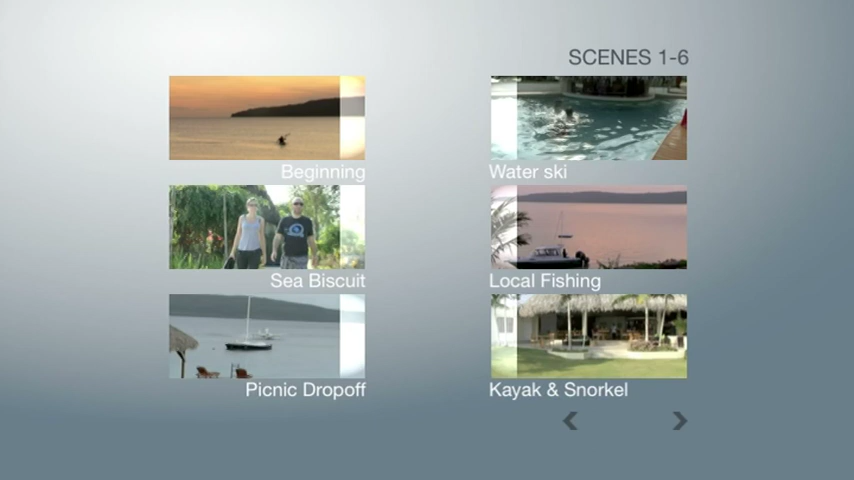 SCENES 1-6
Beginning
Water ski
Sea Biscuit
Local Fishing
Picnic Dropoff
Kayak & Snorkel